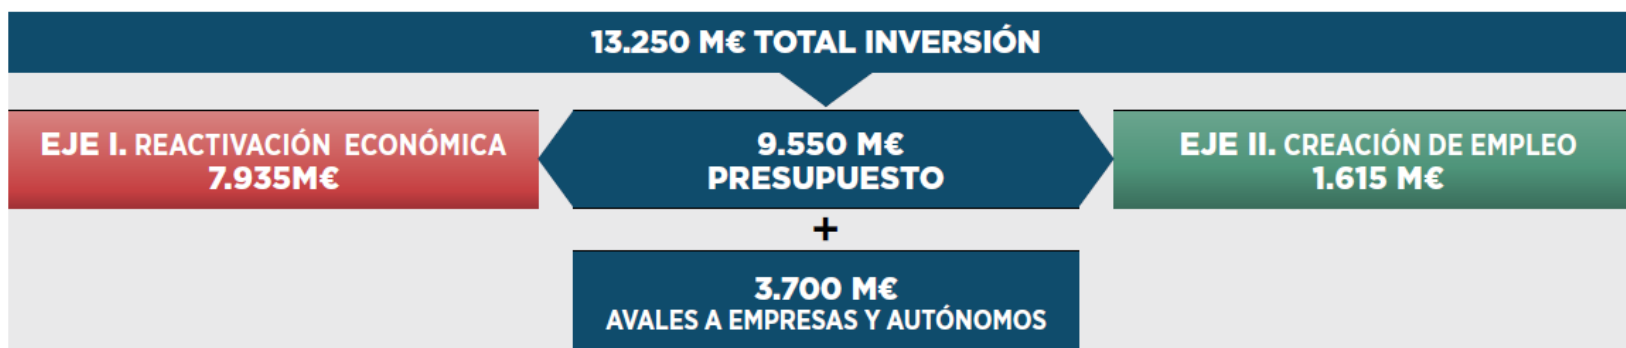 13.250 M€ TOTAL INVERSIÓN
EJE I. REACTIVACIÓN ECONÓMICA
7.935M€
9.550 M€
PRESUPUESTO
EJE II. CREACIÓN DE EMPLEO
1.615 M€
+
3.700 M€
AVALES A EMPRESAS Y AUTÓNOMOS